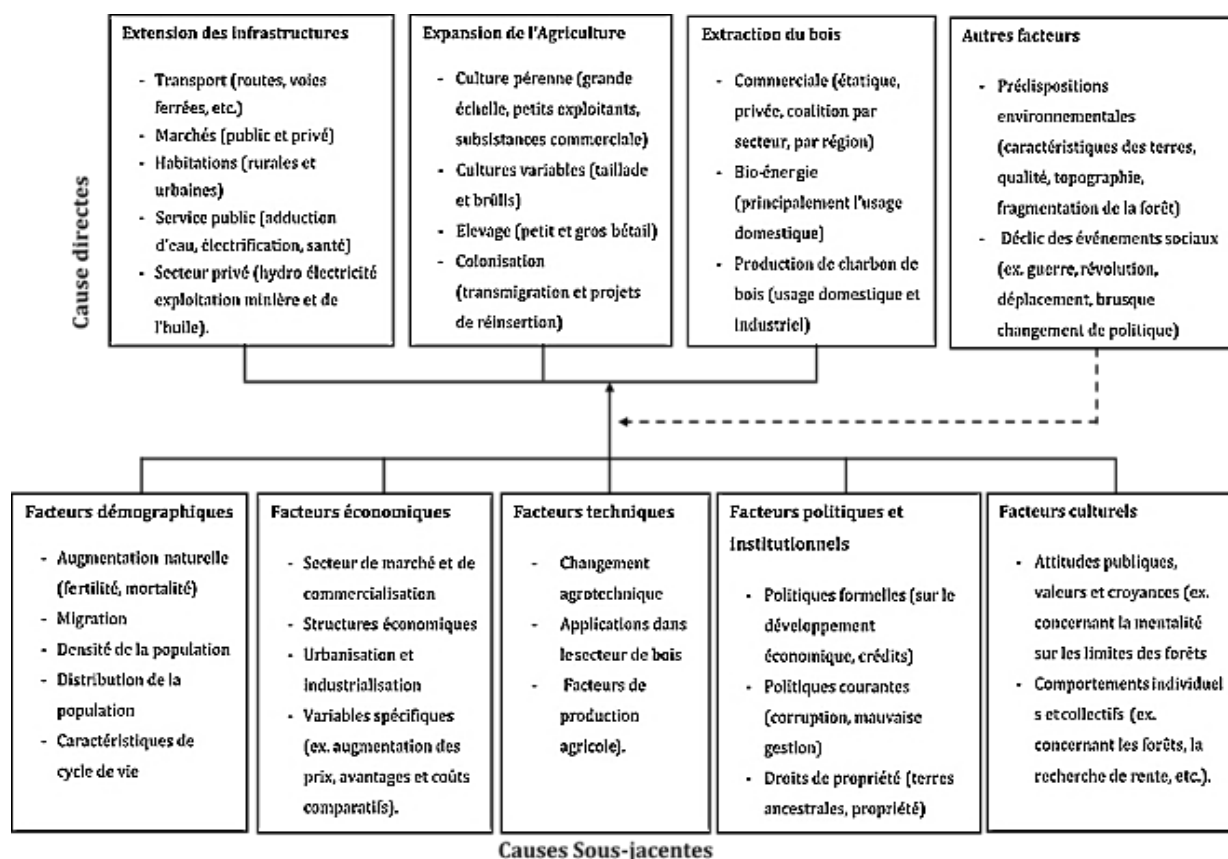 Extension des infrastructures
- Transport (routes, voies
ferrées, etc.)
- Marchés (public et privé)
- Habitations (rurales et
urbaines)
- Service public (adduction
d'eau, électrification, santé)
- Secteur privé (hydro électricité
exploitation minière et de
l'huile).
Expansion de l'Agriculture
- Culture pérenne (grande
échelle, petits exploitants,
subsistances commerciale)
- Cultures variables (taillade
et brûlis)
- Elevage (petit et gros bétail)
- Colonisation
(transmigration et projets
de réinsertion)
Extraction du bois
- Commerciale (étatique,
privée, coalition par
secteur, par région)
- Bio-énergie
(principalement l'usage
domestique)
- Production de charbon de
bois (usage domestique et
industriel)
Autres facteurs
- Prédispositions
environnementales
(caractéristiques des terres,
qualité, topographie,
fragmentation de la forêt)
- Déclic des événements sociaux
(ex. guerre, révolution,
déplacement, brusque
changement de politique)
Cause directes
Facteurs démographiques
- Augmentation naturelle
(fertilité, mortalité)
- Migration
- Densité de la population
- Distribution de la
population
- Caractéristiques de
cycle de vie
Facteurs économiques
- Secteur de marché et de
commercialisation
- Structures économiques
- Urbanisation et
industrialisation
- Variables spécifiques
(ex. augmentation des
prix, avantages et coûts
comparatifs).
Facteurs techniques
- Changement
agrotechnique
- Applications dans
le secteur de bois
- Facteurs de
production
agricole).
Facteurs politiques et
institutionnels
- Politiques formelles (sur le
développement
économique, crédits)
- Politiques courantes
(corruption, mauvaise
gestion)
- Droits de propriété (terres
ancestrales, propriété)
Facteurs culturels
- Attitudes publiques,
valeurs et croyances (ex.
concernant la mentalité
sur les limites des forêts
- Comportements individuel
s et collectifs (ex.
concernant les forêts, la
recherche de rente, etc.).
Causes Sous-jacentes